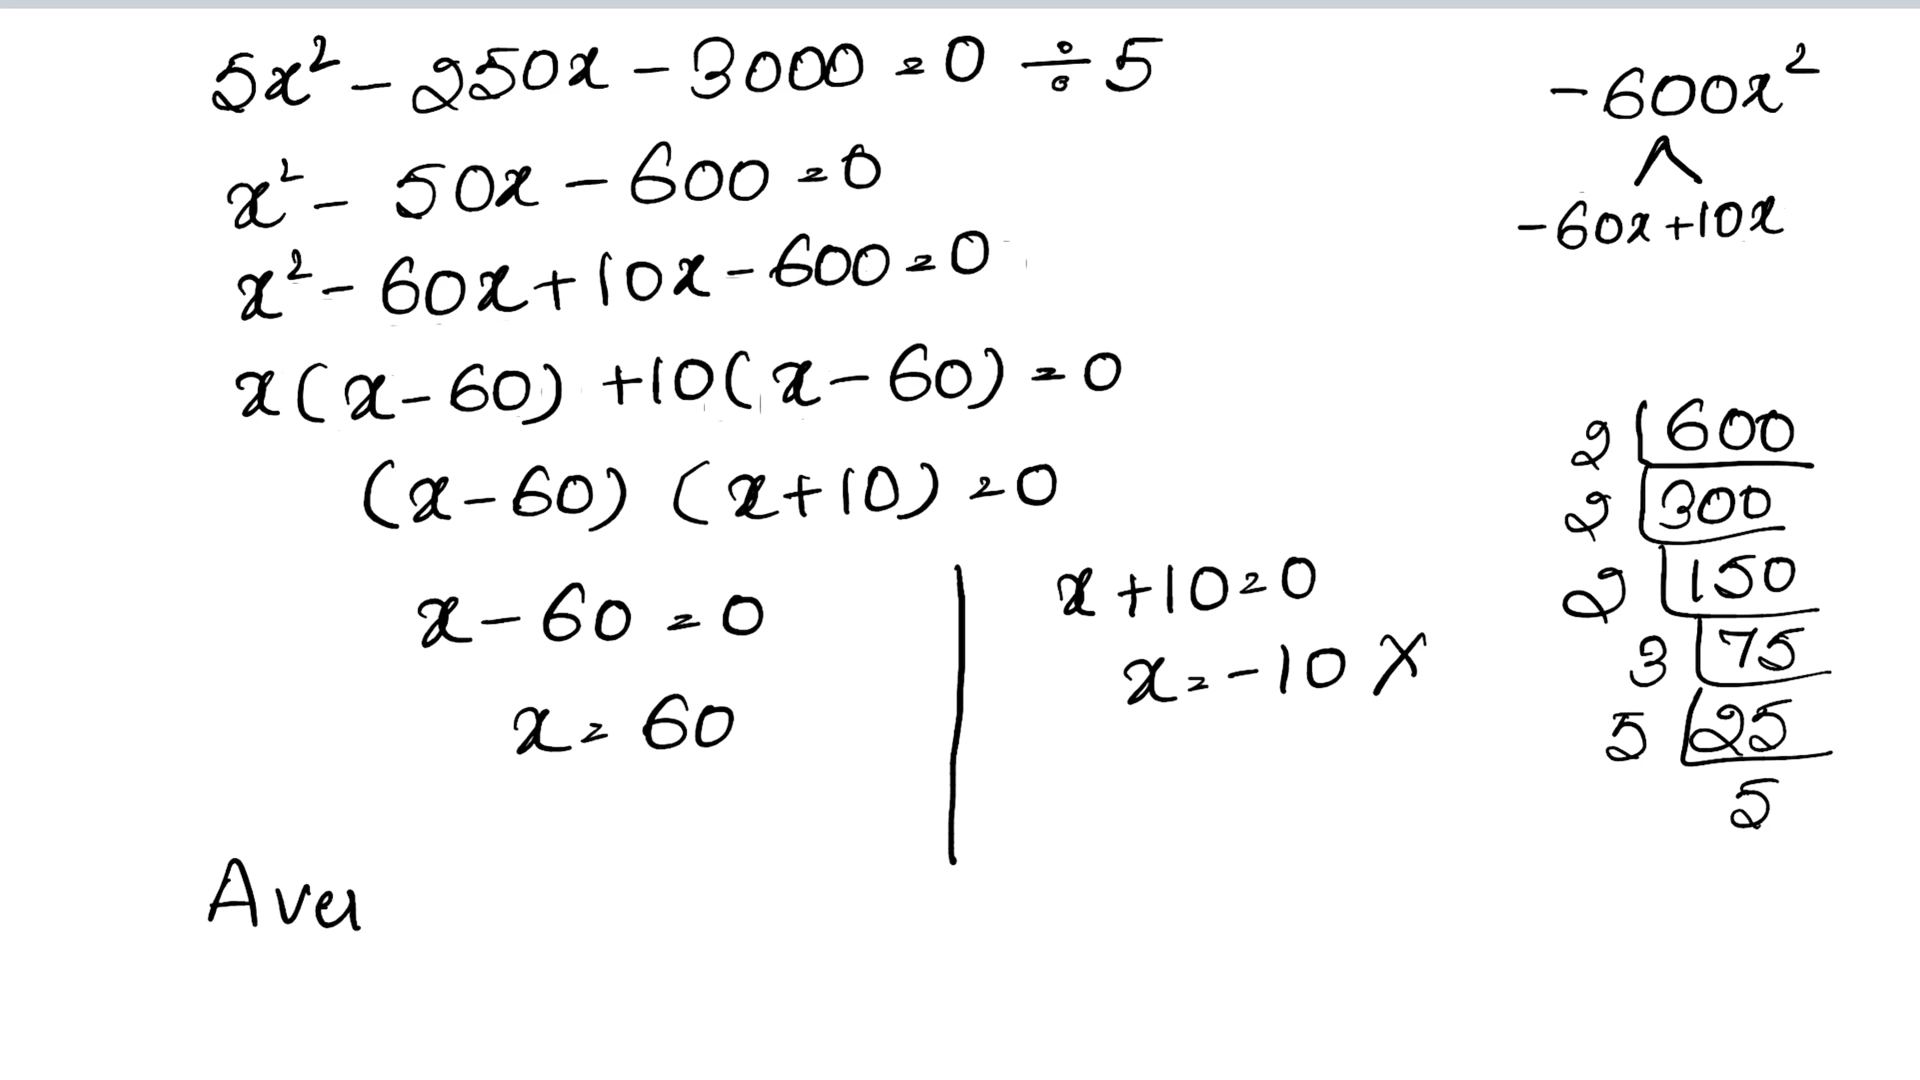 5x² - 250x - 3000 = 0 ÷ 5
x² - 50x - 600 = 0
x² - 60x + 10x - 600 = 0
x(x - 60) + 10(x - 60) = 0
(x - 60) (x + 10) = 0
x - 60 = 0
x = 60
x + 10 = 0
x = -10 X
Aver
-600x²
-60x + 10x
2 | 600
2 | 300
2 | 150
3 | 75
5 | 25
5